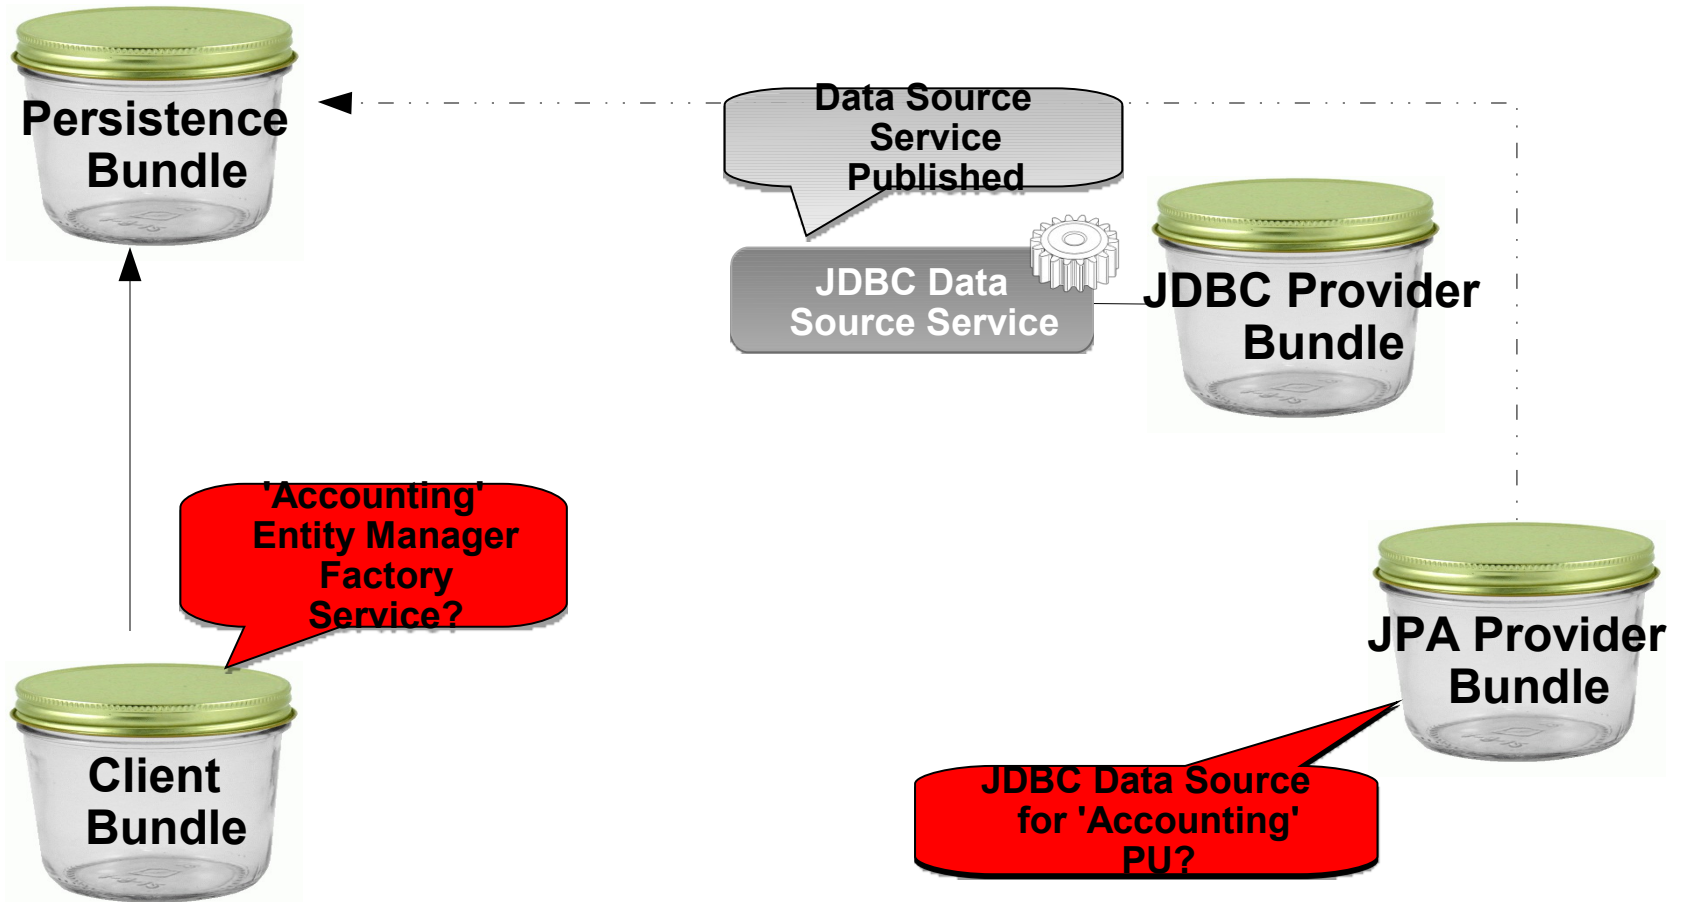 Persistence
Bundle
Data Source
Service
Published
JDBC Data
Source Service
JDBC Provider
Bundle
'Accounting'
Entity Manager
Factory
Service?
JPA Provider
Bundle
Client
Bundle
JDBC Data Source
for 'Accounting'
PU?